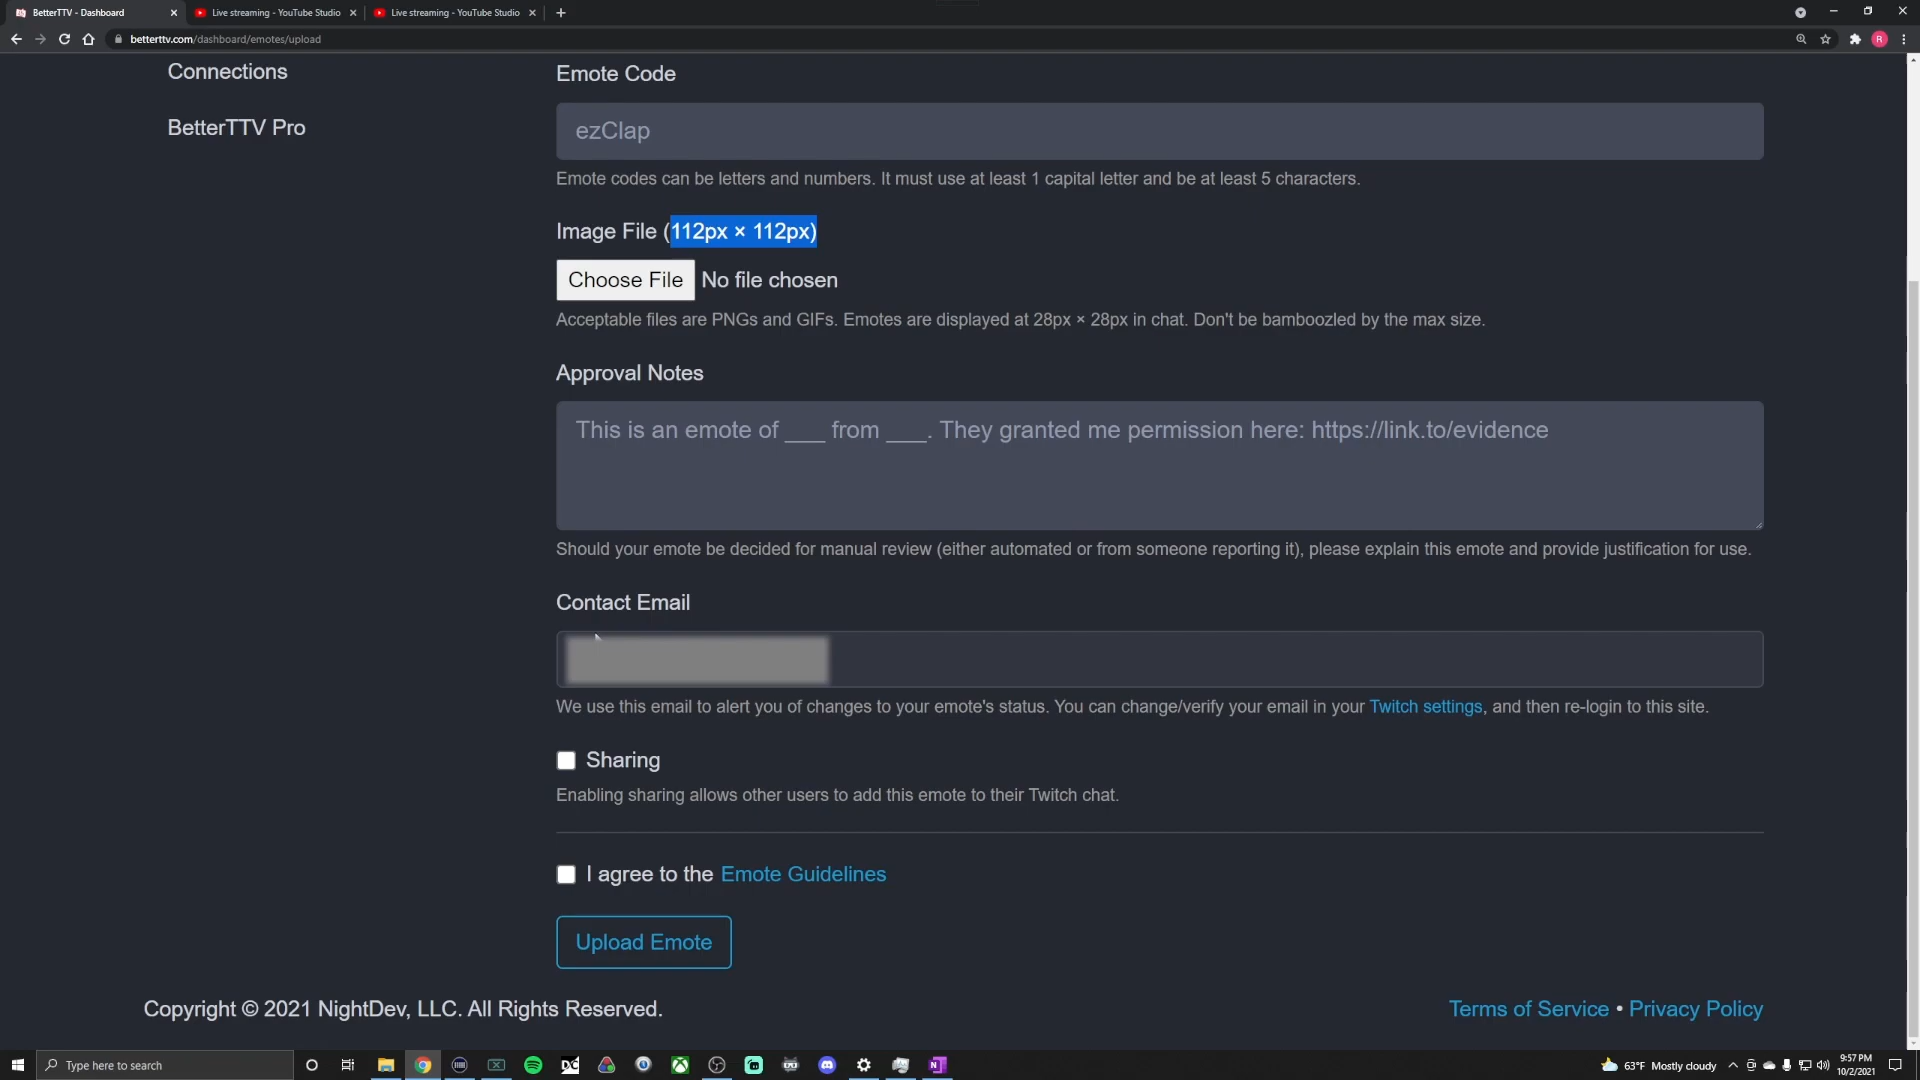 BetterTTV - Dashboard
Live streaming - YouTube Studio
Live streaming - YouTube Studio
betterttv.com/dashboard/emotes/upload
R
Connections
BetterTTV Pro
Emote Code
ezClap
Emote codes can be letters and numbers. It must use at least 1 capital letter and be at least 5 characters.
Image File (112px × 112px)
Choose File No file chosen
Acceptable files are PNGs and GIFs. Emotes are displayed at 28px × 28px in chat. Don't be bamboozled by the max size.
Approval Notes
This is an emote of ___ from ___. They granted me permission here: https://link.to/evidence
Should your emote be decided for manual review (either automated or from someone reporting it), please explain this emote and provide justification for use.
Contact Email
We use this email to alert you of changes to your emote's status. You can change/verify your email in your Twitch settings, and then re-login to this site.
Sharing
Enabling sharing allows other users to add this emote to their Twitch chat.
I agree to the Emote Guidelines
Upload Emote
Copyright © 2021 NightDev, LLC. All Rights Reserved.
Terms of Service • Privacy Policy
Type here to search
63°F Mostly cloudy
9:57 PM
10/2/2021